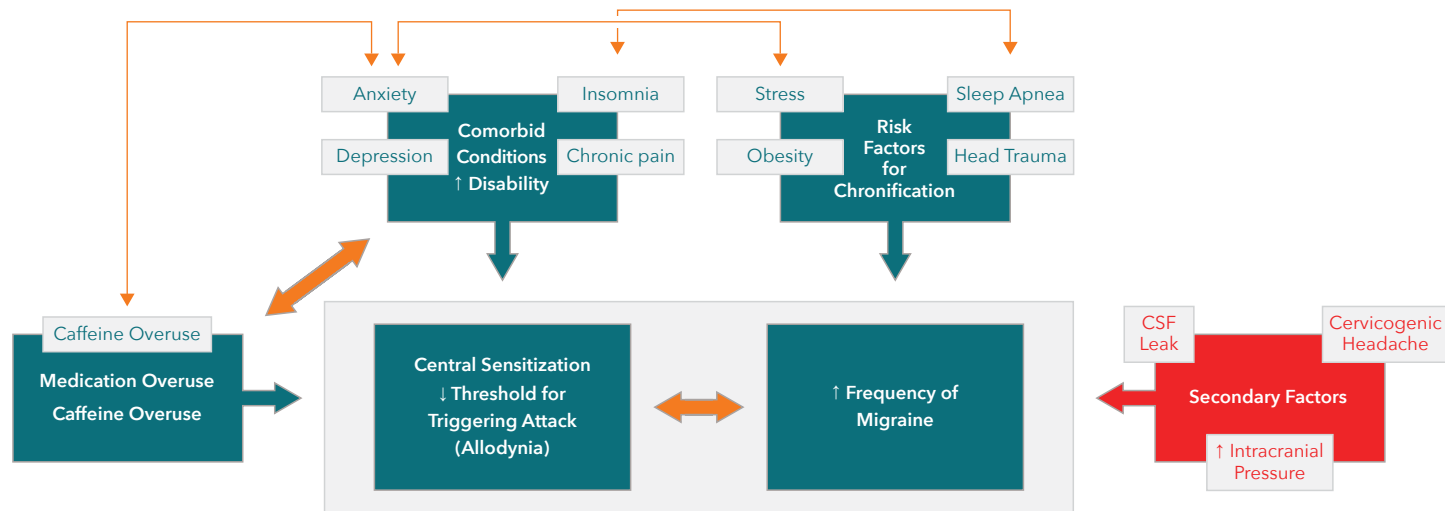 Anxiety
Insomnia
Depression
Chronic pain
Comorbid
Conditions
↑ Disability
Stress
Sleep Apnea
Obesity
Head Trauma
Risk
Factors
for
Chronification
Caffeine Overuse
Medication Overuse
Caffeine Overuse
Central Sensitization
↓ Threshold for
Triggering Attack
(Allodynia)
↑ Frequency of
Migraine
CSF
Leak
Cervicogenic
Headache
Secondary Factors
↑ Intracranial
Pressure